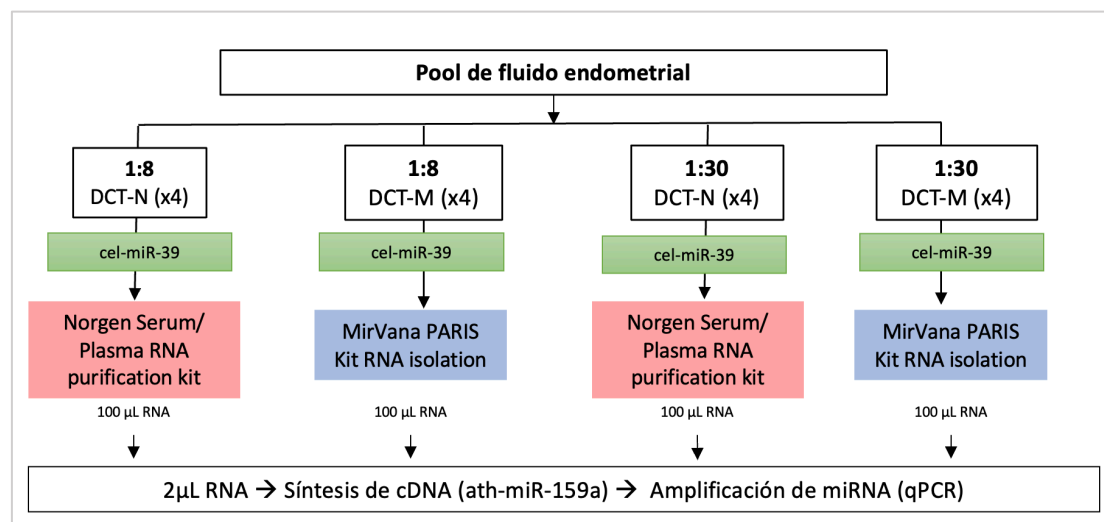 Pool de fluido endometrial
1:8
DCT-N (x4)
1:8
DCT-M (x4)
1:30
DCT-N (x4)
1:30
DCT-M (x4)
cel-miR-39
cel-miR-39
cel-miR-39
cel-miR-39
Norgen Serum/
Plasma RNA
purification kit
MirVana PARIS
Kit RNA isolation
Norgen Serum/
Plasma RNA
purification kit
MirVana PARIS
Kit RNA isolation
100 µL RNA
100 µL RNA
100 µL RNA
100 µL RNA
2µL RNA → Síntesis de cDNA (ath-miR-159a) → Amplificación de miRNA (qPCR)